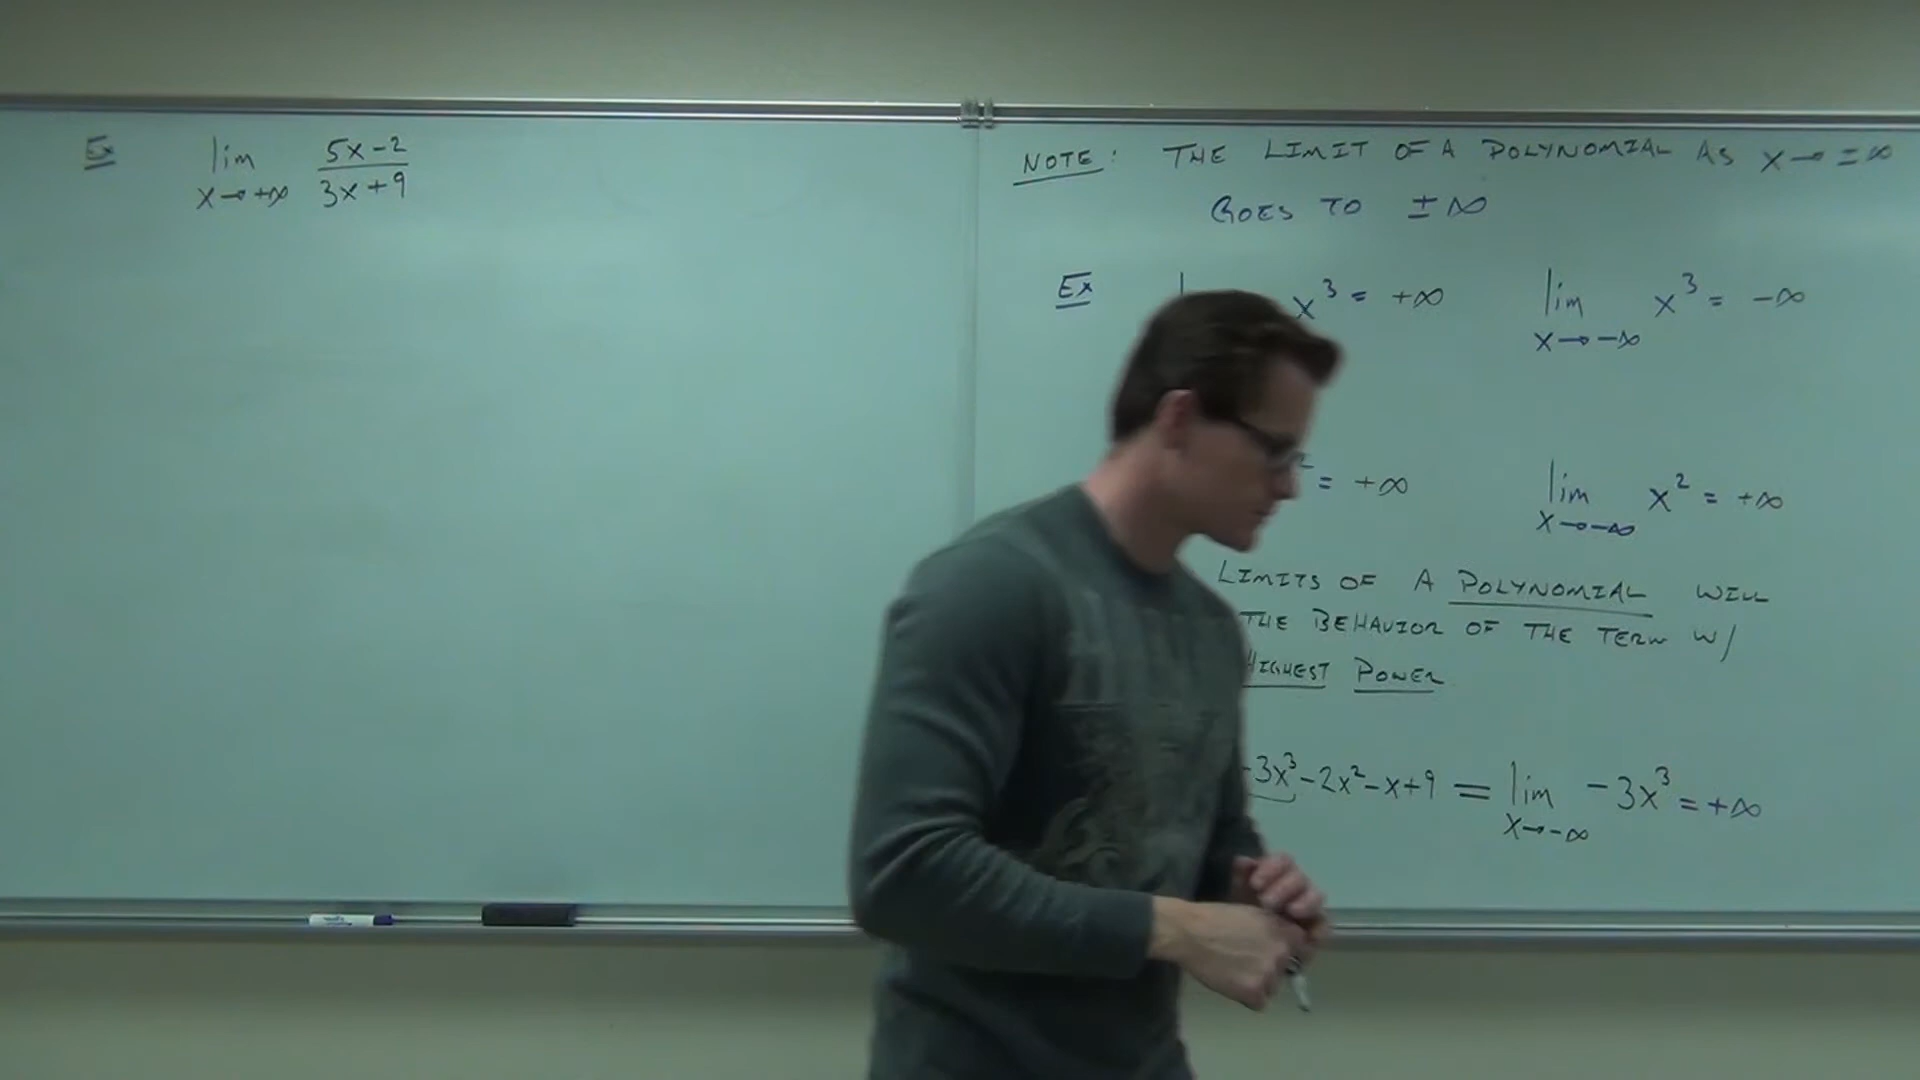 Ex lim 5x-2
x→+∞ 3x+9
NOTE: THE LIMIT OF A POLYNOMIAL AS x→±∞
GOES TO ±∞
Ex x³ = +∞ lim x³ = -∞
x→-∞
² = +∞ lim x² = +∞
x→-∞
LIMITS OF A POLYNOMIAL WILL
THE BEHAVIOR OF THE TERM W/
HIGHEST POWER
-3x³-2x²-x+9 = lim -3x³ = +∞
x→-∞